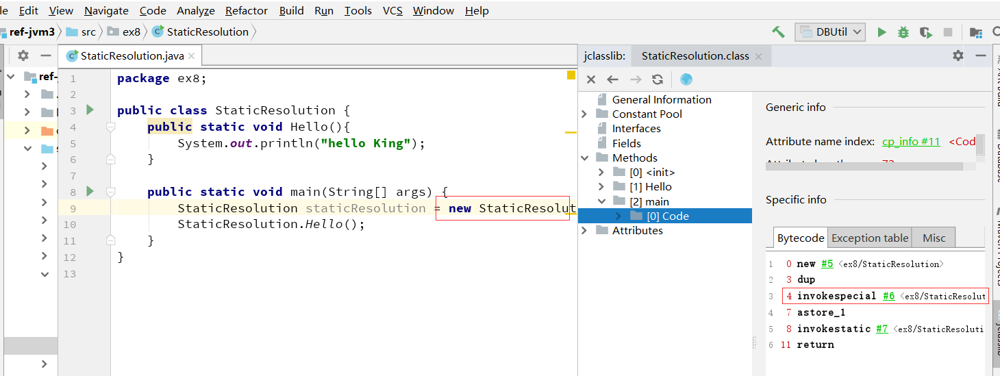 Edit View Navigate Code Analyze Refactor Build Run Tools VCS Window Help
ref-jvm3 src ex8 StaticResolution DBUtil
StaticResolution.java
jclasslib: StaticResolution.class
ref-
1 package ex8;
2
3 public class StaticResolution {
4 public static void Hello(){
5 System.out.println("hello King");
6 }
7
8 public static void main(String[] args) {
9 StaticResolution staticResolution = new StaticResolut
10 StaticResolution.Hello();
11 }
12 }
13
General Information
Constant Pool
Interfaces
Fields
Methods
[0] <init>
[1] Hello
[2] main
[0] Code
Attributes
Generic info
Attribute name index: cp_info #11 <Cod
Specific info
Bytecode Exception table Misc
1 0 new #5 <ex8/StaticResolution>
2 3 dup
3 4 invokespecial #6 <ex8/StaticResolut
4 7 astore_1
5 8 invokestatic #7 <ex8/StaticResoluti
6 11 return
Database